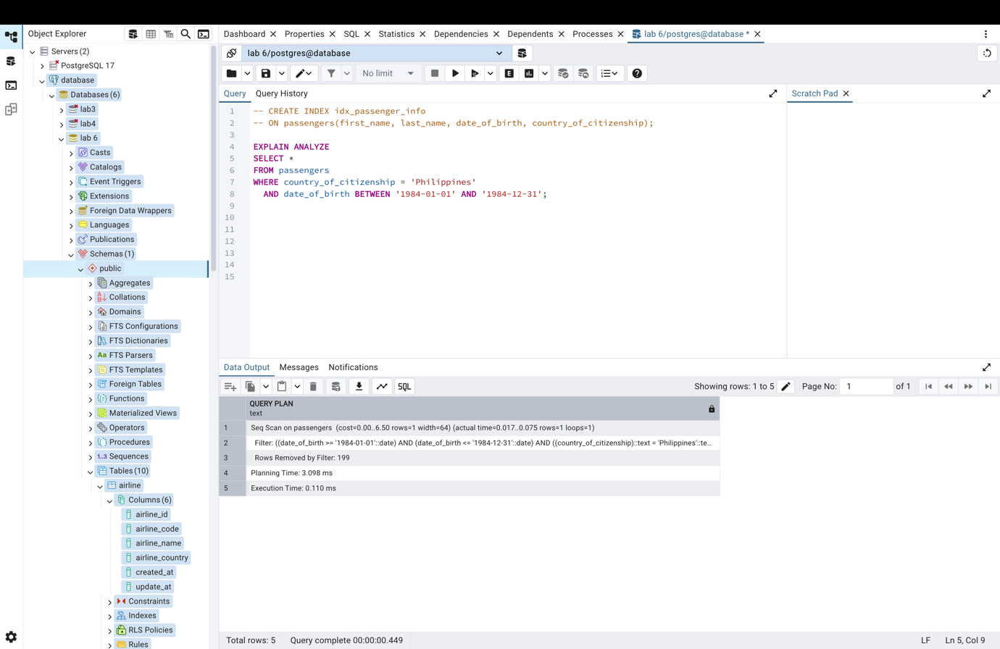 Object Explorer
Servers (2)
PostgreSQL 17
database
Databases (6)
lab3
lab4
lab 6
Casts
Catalogs
Event Triggers
Extensions
Foreign Data Wrappers
Languages
Publications
Schemas (1)
public
Aggregates
Collations
Domains
FTS Configurations
FTS Dictionaries
Aa FTS Parsers
FTS Templates
Foreign Tables
Functions
Materialized Views
Operators
Procedures
1..3 Sequences
Tables (10)
airline
Columns (6)
airline_id
airline_code
airline_name
airline_country
created_at
update_at
Constraints
Indexes
RLS Policies
Rules
Dashboard Properties SQL Statistics Dependencies Dependents Processes lab 6/postgres@database *
lab 6/postgres@database
No limit E
Query Query History
1 -- CREATE INDEX idx_passenger_info
2 -- ON passengers(first_name, last_name, date_of_birth, country_of_citizenship);
3
4 EXPLAIN ANALYZE
5 SELECT *
6 FROM passengers
7 WHERE country_of_citizenship = 'Philippines'
8 AND date_of_birth BETWEEN '1984-01-01' AND '1984-12-31';
9
10
11
12
13
14
15
Scratch Pad
Data Output Messages Notifications
SQL Showing rows: 1 to 5 Page No: 1 of 1
QUERY PLAN
text
1 Seq Scan on passengers (cost=0.00..6.50 rows=1 width=64) (actual time=0.017..0.075 rows=1 loops=1)
2 Filter: ((date_of_birth >= '1984-01-01'::date) AND (date_of_birth <= '1984-12-31'::date) AND ((country_of_citizenship)::text = 'Philippines'::te...
3 Rows Removed by Filter: 199
4 Planning Time: 3.098 ms
5 Execution Time: 0.110 ms
Total rows: 5 Query complete 00:00:00.449 LF Ln 5, Col 9